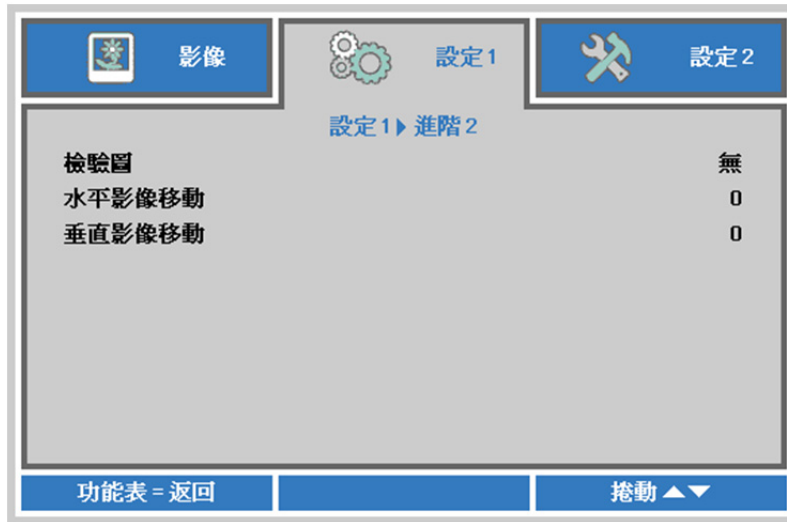 影像 設定1 設定2
設定1▶進階2
檢驗圖 無
水平影像移動 0
垂直影像移動 0
功能表=返回 捲動▲▼